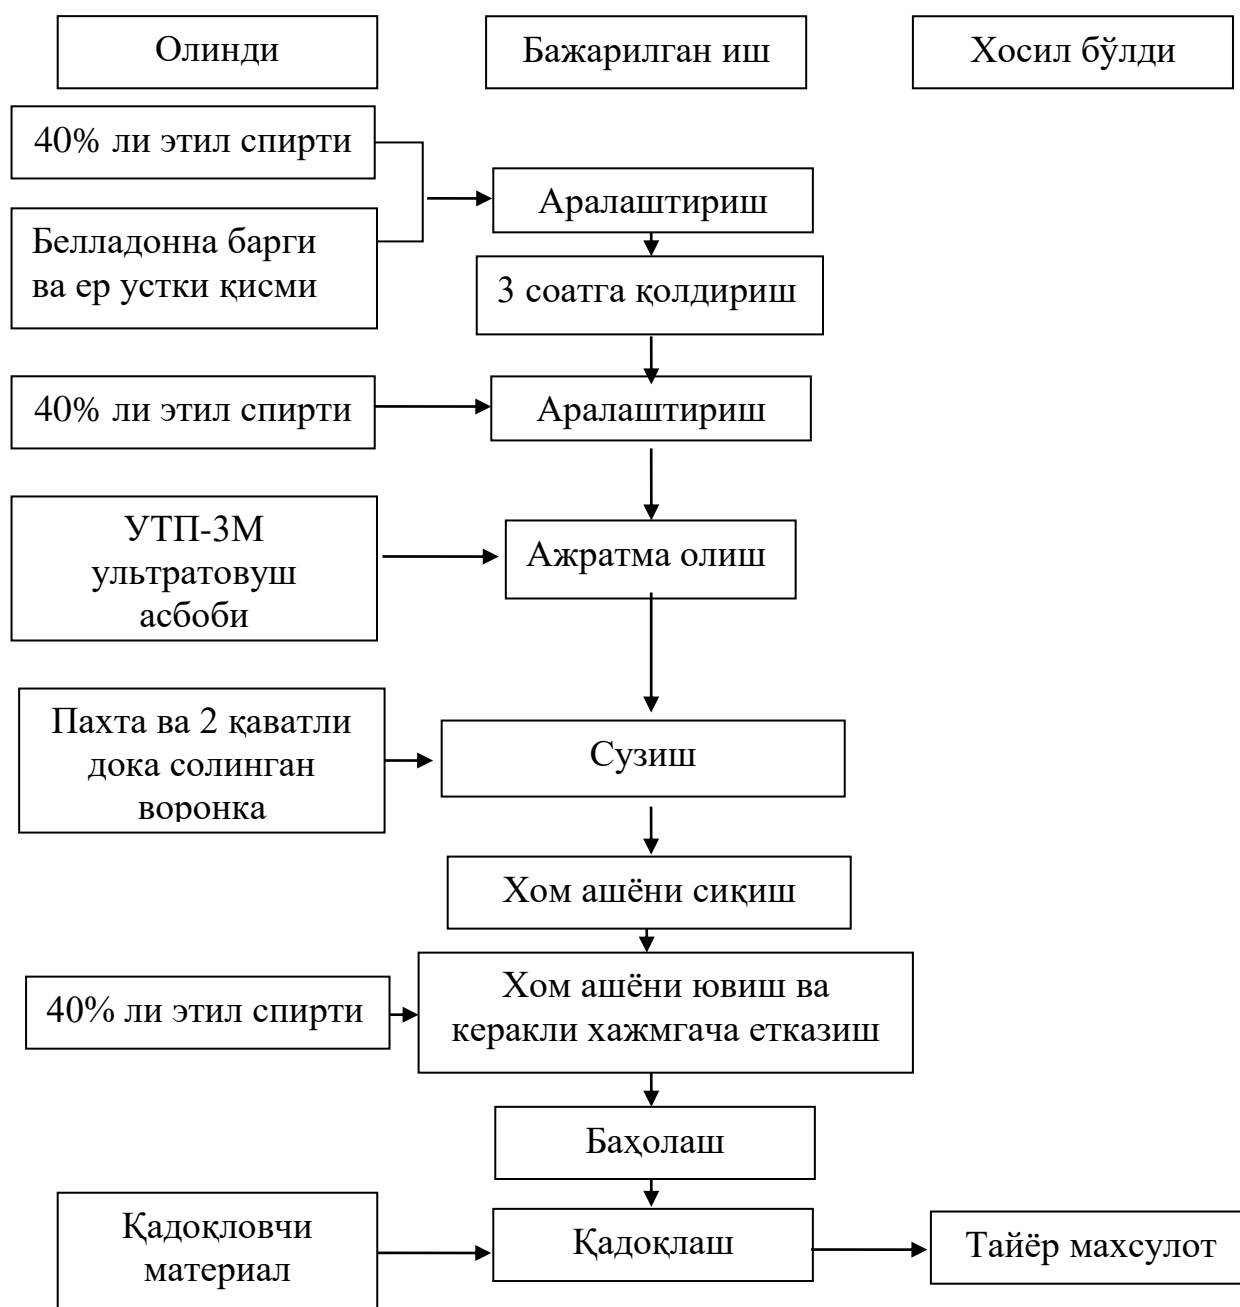 Олинди
Бажарилган иш
Хосил бўлди
40% ли этил спирти
Аралаштириш
Белладонна барги
ва ер устки қисми
3 соатга қолдириш
40% ли этил спирти
Аралаштириш
УТП-3М
ультратовуш
асбоби
Ажратма олиш
Пахта ва 2 қаватли
дока солинган
воронка
Сузиш
Хом ашёни сиқиш
40% ли этил спирти
Хом ашёни ювиш ва
керакли хажмгача етказиш
Баҳолаш
Қадоқловчи
материал
Қадоқлаш
Тайёр махсулот